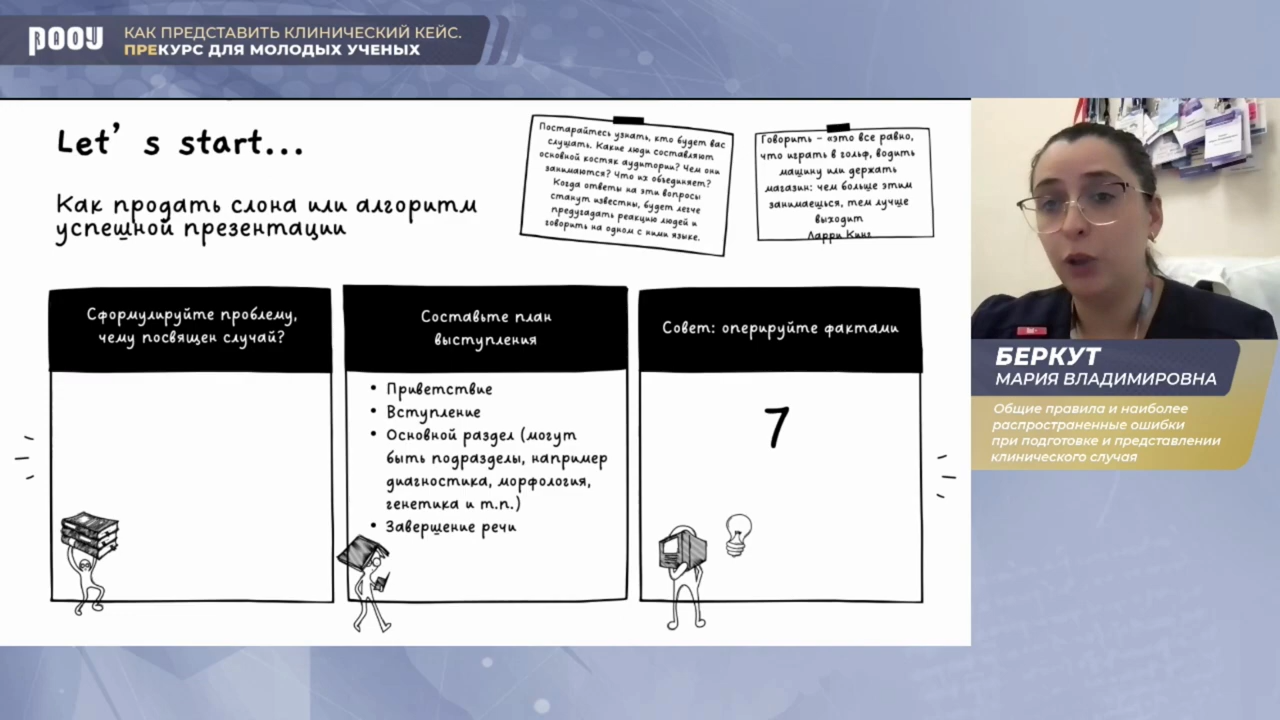 РООУ
КАК ПРЕДСТАВИТЬ КЛИНИЧЕСКИЙ КЕЙС.
ПРЕКУРС ДЛЯ МОЛОДЫХ УЧЕНЫХ
Let's start...
Как продать слона или алгоритм
успешной презентации
Постарайтесь узнать, кто будет вас
слушать. Какие люди составляют
основной костяк аудитории? Чем они
занимаются? Что их объединяет?
Когда ответы на эти вопросы
станут известны, будет легче
предугадать реакцию людей и
говорить на одном с ними языке.
Говорить – «это все равно,
что играть в гольф, водить
машину или держать
магазин: чем больше этим
занимаешься, тем лучше
выходит
Ларри Кинг
Сформулируйте проблему,
чему посвящен случай?
Составьте план
выступления
• Приветствие
• Вступление
• Основной раздел (могут
быть подразделы, например
диагностика, морфология,
генетика и т.п.)
• Завершение речи
Совет: оперируйте фактами
7
БЕРКУТ
МАРИЯ ВЛАДИМИРОВНА
Общие правила и наиболее
распространенные ошибки
при подготовке и представлении
клинического случая